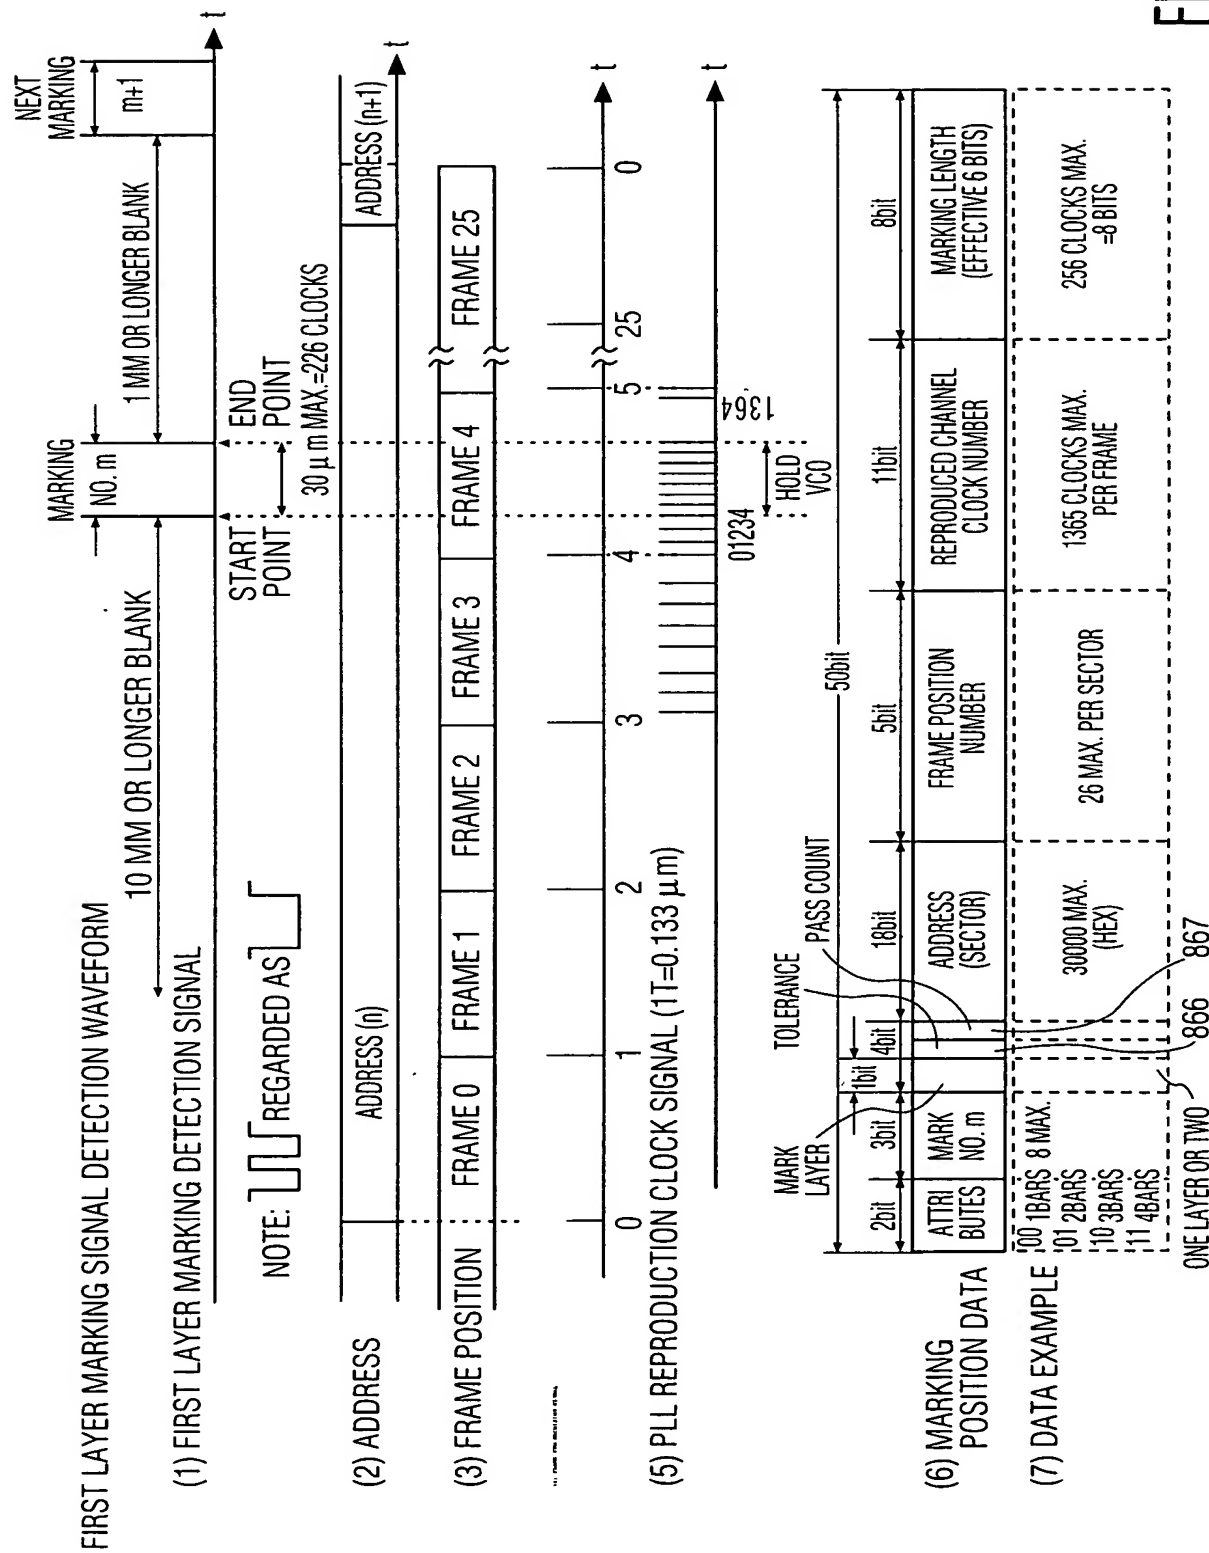 FIRST LAYER MARKING SIGNAL DETECTION WAVEFORM
10 MM OR LONGER BLANK
MARKING
NO. m
1 MM OR LONGER BLANK
NEXT
MARKING
m+1
(1) FIRST LAYER MARKING DETECTION SIGNAL
t
START
POINT
END
POINT
30 μm MAX.=226 CLOCKS
NOTE:
REGARDED AS
(2) ADDRESS
ADDRESS (n)
ADDRESS (n+1)
t
(3) FRAME POSITION
FRAME 0
FRAME 1
FRAME 2
FRAME 3
FRAME 4
FRAME 25
0
1
2
3
4
5
25
0
t
(5) PLL REPRODUCTION CLOCK SIGNAL (1T=0.133 μm)
01234
1364
t
HOLD
VCO
50bit
MARK
LAYER
TOLERANCE
PASS COUNT
2bit
3bit
1bit
4bit
18bit
5bit
11bit
8bit
(6) MARKING
POSITION DATA
ATTRI
BUTES
MARK
NO. m
ADDRESS
(SECTOR)
FRAME POSITION
NUMBER
REPRODUCED CHANNEL
CLOCK NUMBER
MARKING LENGTH
(EFFECTIVE 6 BITS)
(7) DATA EXAMPLE
00 1BARS
01 2BARS
10 3BARS
11 4BARS
8 MAX.
30000 MAX.
(HEX)
26 MAX. PER SECTOR
1365 CLOCKS MAX.
PER FRAME
256 CLOCKS MAX.
=8 BITS
ONE LAYER OR TWO
866
867